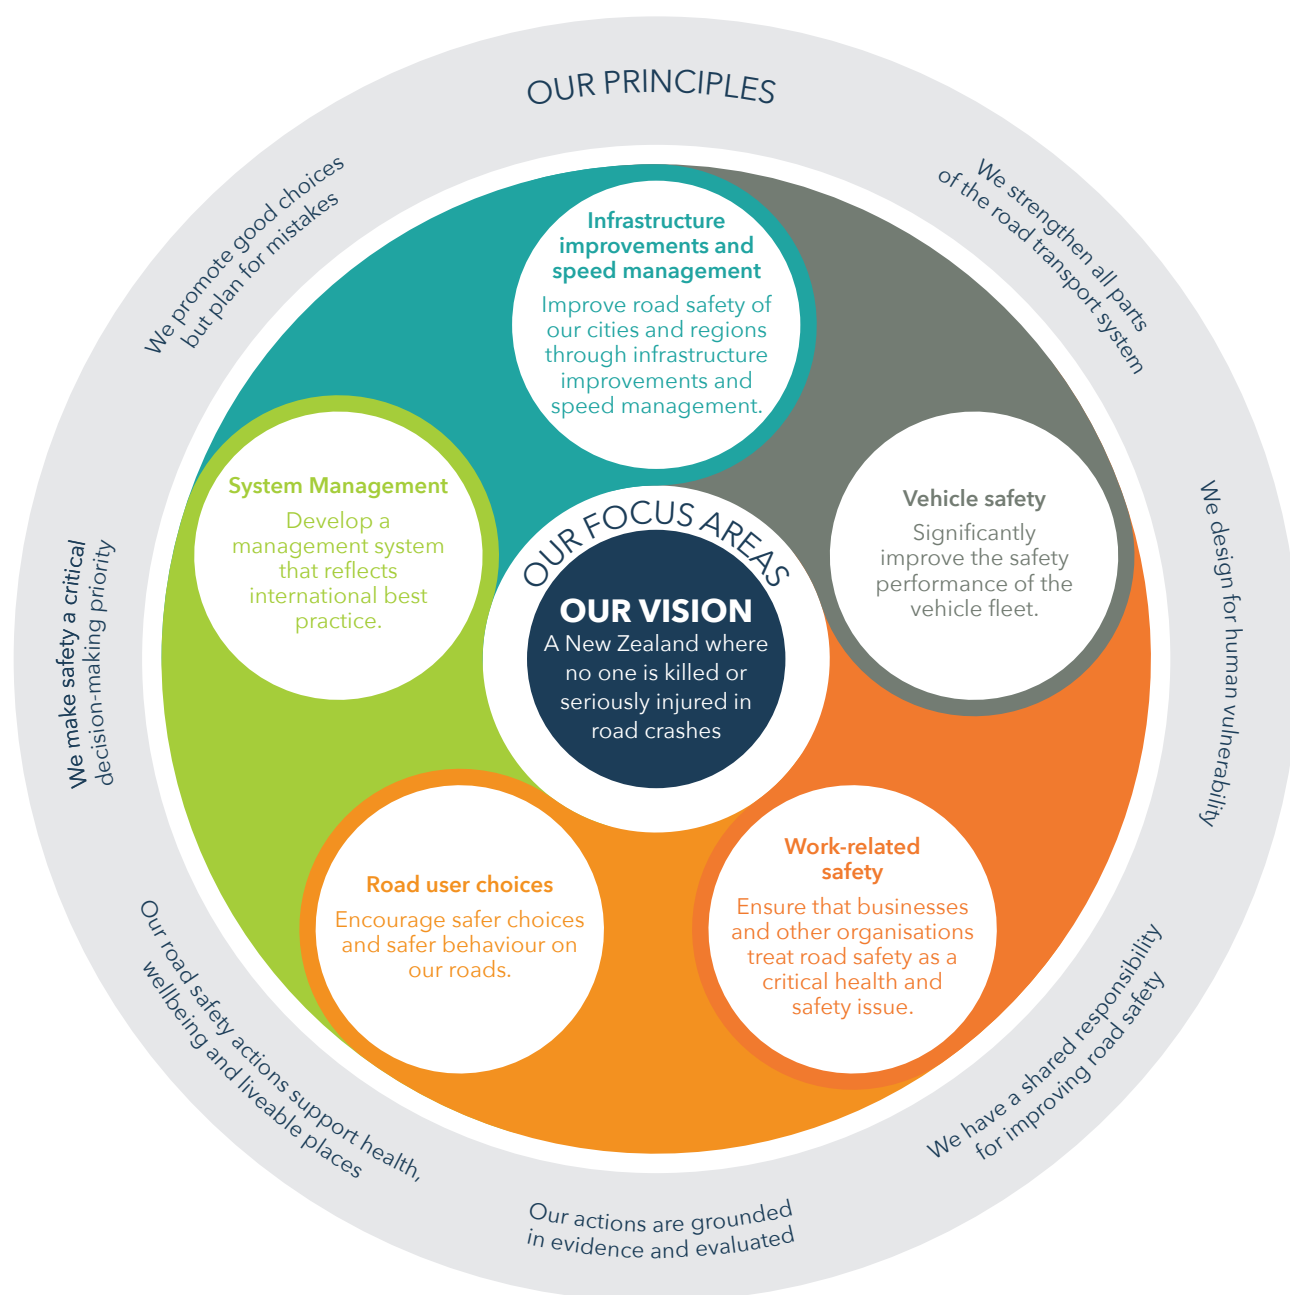 OUR PRINCIPLES
We strengthen all parts
of the road transport system
We design for human vulnerability
We have a shared responsibility
for improving road safety
Our actions are grounded
in evidence and evaluated
Our road safety actions support health,
wellbeing and liveable places
We make safety a critical
decision-making priority
We promote good choices
but plan for mistakes
Infrastructure
improvements and
speed management
Improve road safety of
our cities and regions
through infrastructure
improvements and
speed management.
Vehicle safety
Significantly
improve the safety
performance of the
vehicle fleet.
Work-related
safety
Ensure that businesses
and other organisations
treat road safety as a
critical health and
safety issue.
Road user choices
Encourage safer choices
and safer behaviour on
our roads.
System Management
Develop a
management system
that reflects
international best
practice.
OUR FOCUS AREAS
OUR VISION
A New Zealand where
no one is killed or
seriously injured in
road crashes